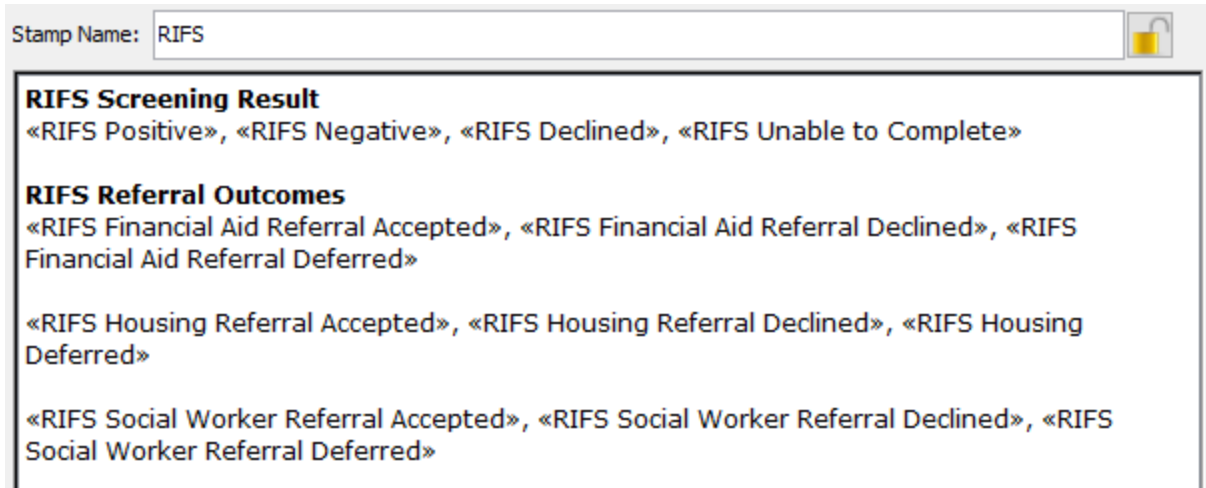 Stamp Name: RIFS
RIFS Screening Result
«RIFS Positive», «RIFS Negative», «RIFS Declined», «RIFS Unable to Complete»
RIFS Referral Outcomes
«RIFS Financial Aid Referral Accepted», «RIFS Financial Aid Referral Declined», «RIFS
Financial Aid Referral Deferred»
«RIFS Housing Referral Accepted», «RIFS Housing Referral Declined», «RIFS Housing
Deferred»
«RIFS Social Worker Referral Accepted», «RIFS Social Worker Referral Declined», «RIFS
Social Worker Referral Deferred»